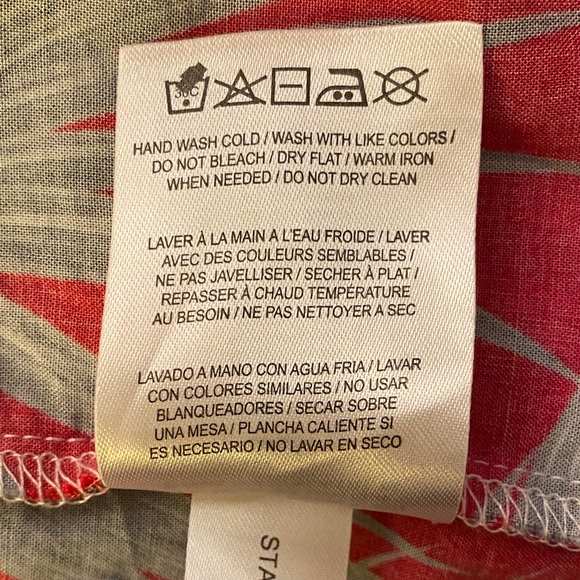 30C
HAND WASH COLD / WASH WITH LIKE COLORS /
DO NOT BLEACH / DRY FLAT / WARM IRON
WHEN NEEDED / DO NOT DRY CLEAN
LAVER À LA MAIN A L'EAU FROIDE / LAVER
AVEC DES COULEURS SEMBLABLES /
NE PAS JAVELLISER / SECHER À PLAT /
REPASSER À CHAUD TEMPÉRATURE
AU BESOIN / NE PAS NETTOYER A SEC
LAVADO A MANO CON AGUA FRIA / LAVAR
CON COLORES SIMILARES / NO USAR
BLANQUEADORES / SECAR SOBRE
UNA MESA / PLANCHA CALIENTE SI
ES NECESARIO / NO LAVAR EN SECO